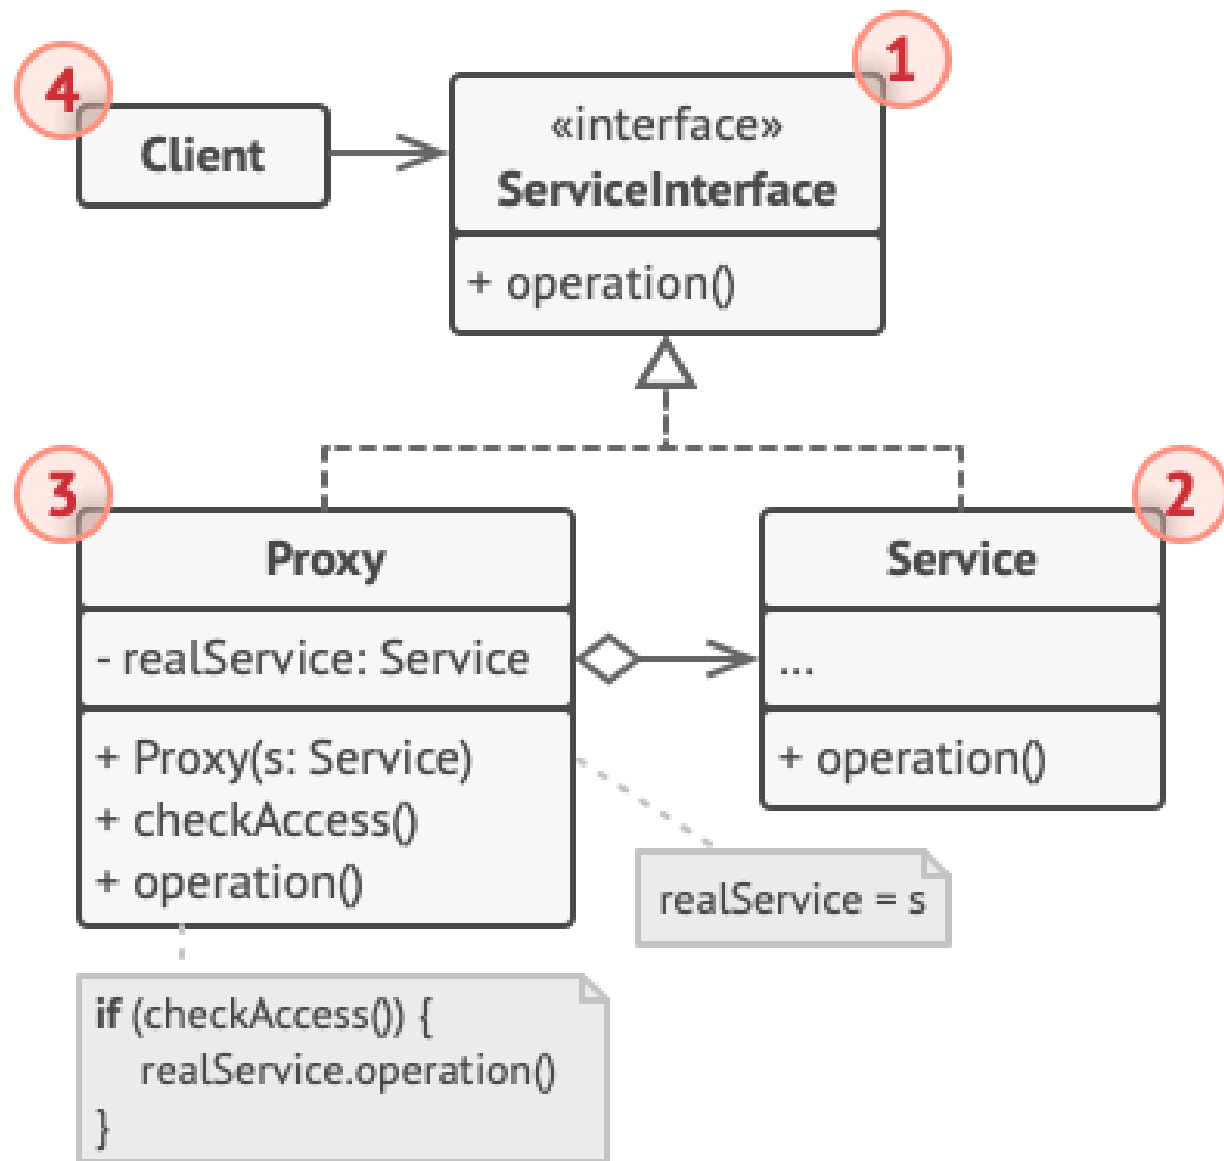 4
Client
1
«interface»
ServiceInterface
+ operation()
3
Proxy
- realService: Service
+ Proxy(s: Service)
+ checkAccess()
+ operation()
2
Service
...
+ operation()
realService = s
if (checkAccess()) {
realService.operation()
}